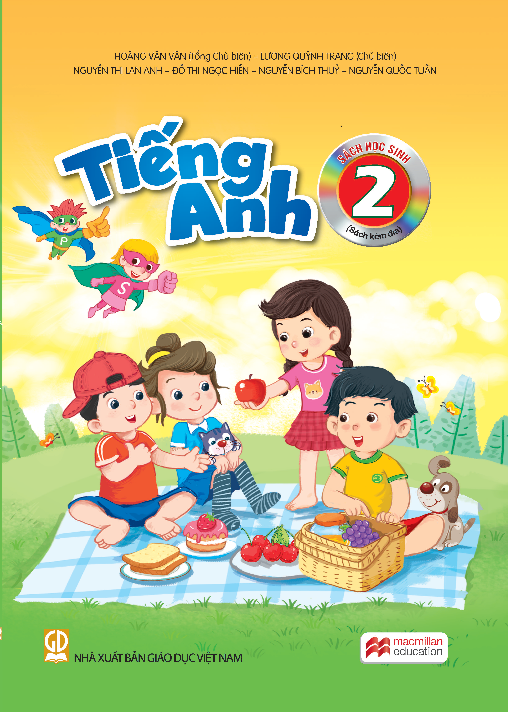 HOÀNG VĂN VÂN (Tổng Chủ biên) - LƯƠNG QUỲNH TRANG (Chủ biên)
NGUYỄN THỊ LAN ANH – ĐỖ THỊ NGỌC HIỀN – NGUYỄN BÍCH THUỶ – NGUYỄN QUỐC TUẤN
Tiếng
Anh
SÁCH HỌC SINH
2
(Sách kèm đĩa)
P
S
GD
NHÀ XUẤT BẢN GIÁO DỤC VIỆT NAM
macmillan
education